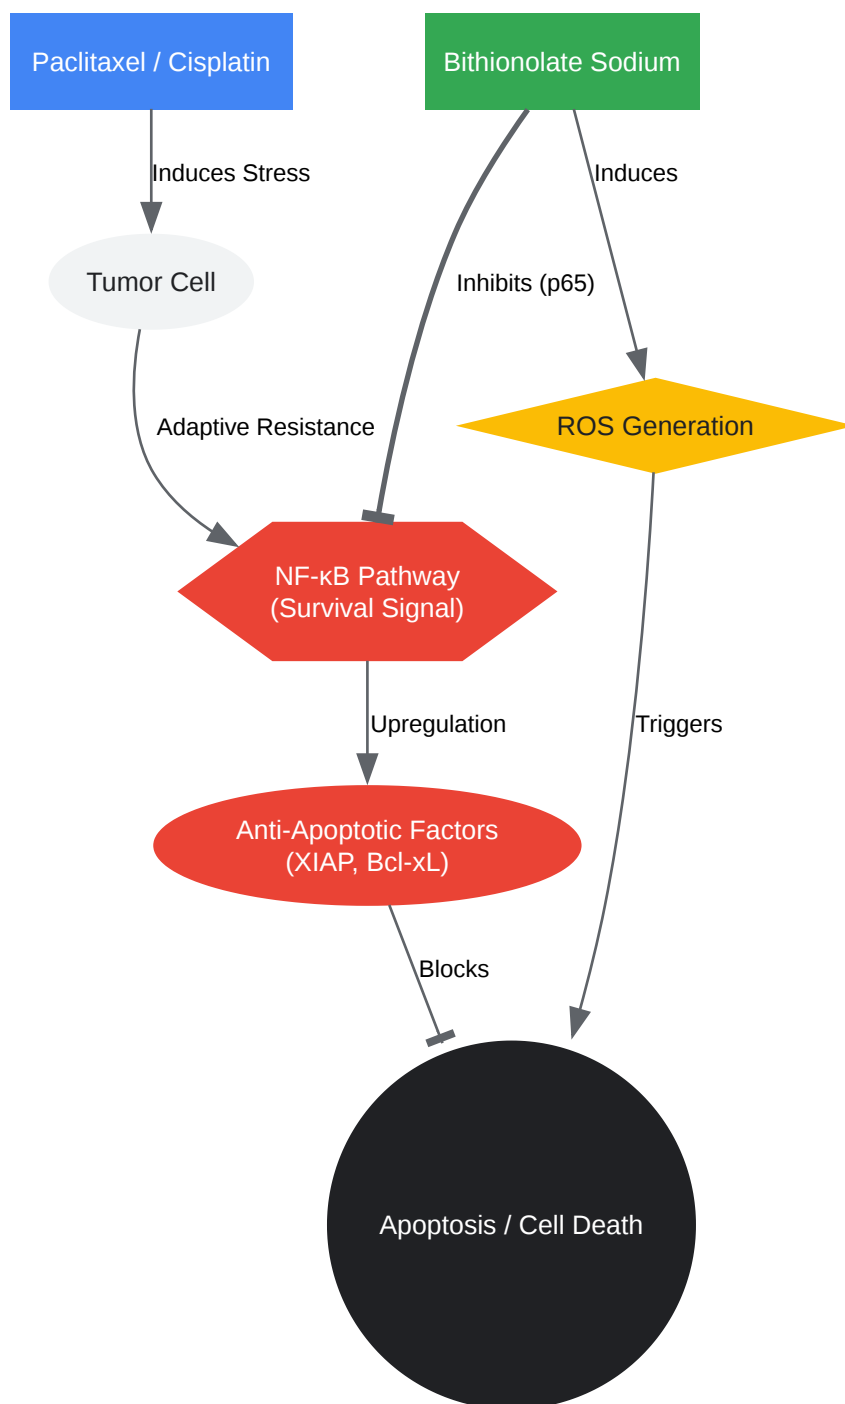 Paclitaxel / Cisplatin
Bithionolate Sodium
Induces Stress
Induces
Tumor Cell
Inhibits (p65)
Adaptive Resistance
ROS Generation
NF-κB Pathway
(Survival Signal)
Upregulation
Triggers
Anti-Apoptotic Factors
(XIAP, Bcl-xL)
Blocks
Apoptosis / Cell Death